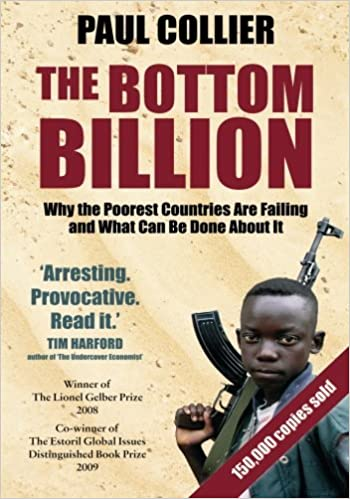 PAUL COLLIER
THE BOTTOM
BILLION
Why the Poorest Countries Are Failing
and What Can Be Done About It
‘Arresting.
Provocative.
Read it.’
TIM HARFORD
author of ‘The Undercover Economist’
Winner of
The Lionel Gelber Prize
2008
Co-winner of
The Estoril Global Issues
Distinguished Book Prize
2009
150,000 copies sold